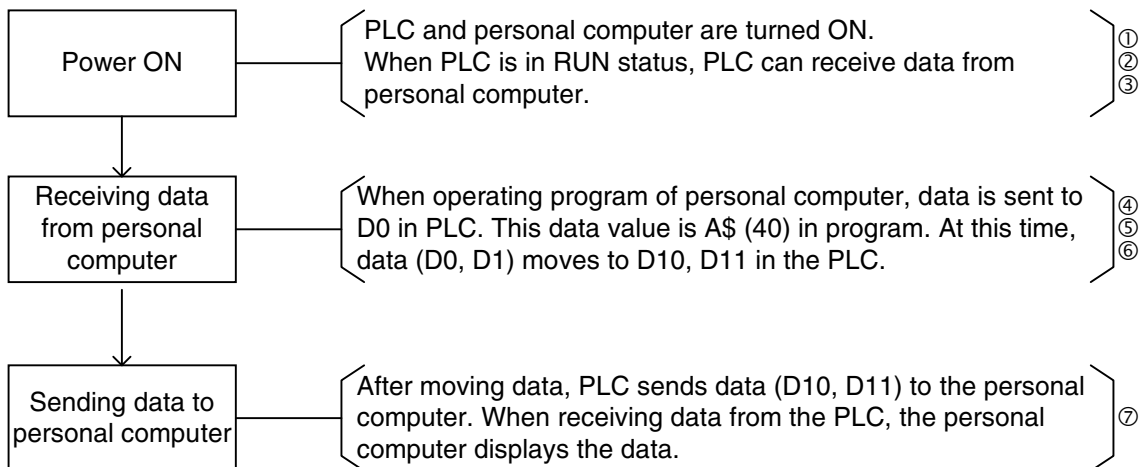 Power ON
PLC and personal computer are turned ON.
When PLC is in RUN status, PLC can receive data from
personal computer.
①
②
③
Receiving data
from personal
computer
When operating program of personal computer, data is sent to
D0 in PLC. This data value is A$ (40) in program. At this time,
data (D0, D1) moves to D10, D11 in the PLC.
④
⑤
⑥
Sending data to
personal computer
After moving data, PLC sends data (D10, D11) to the personal
computer. When receiving data from the PLC, the personal
computer displays the data.
⑦